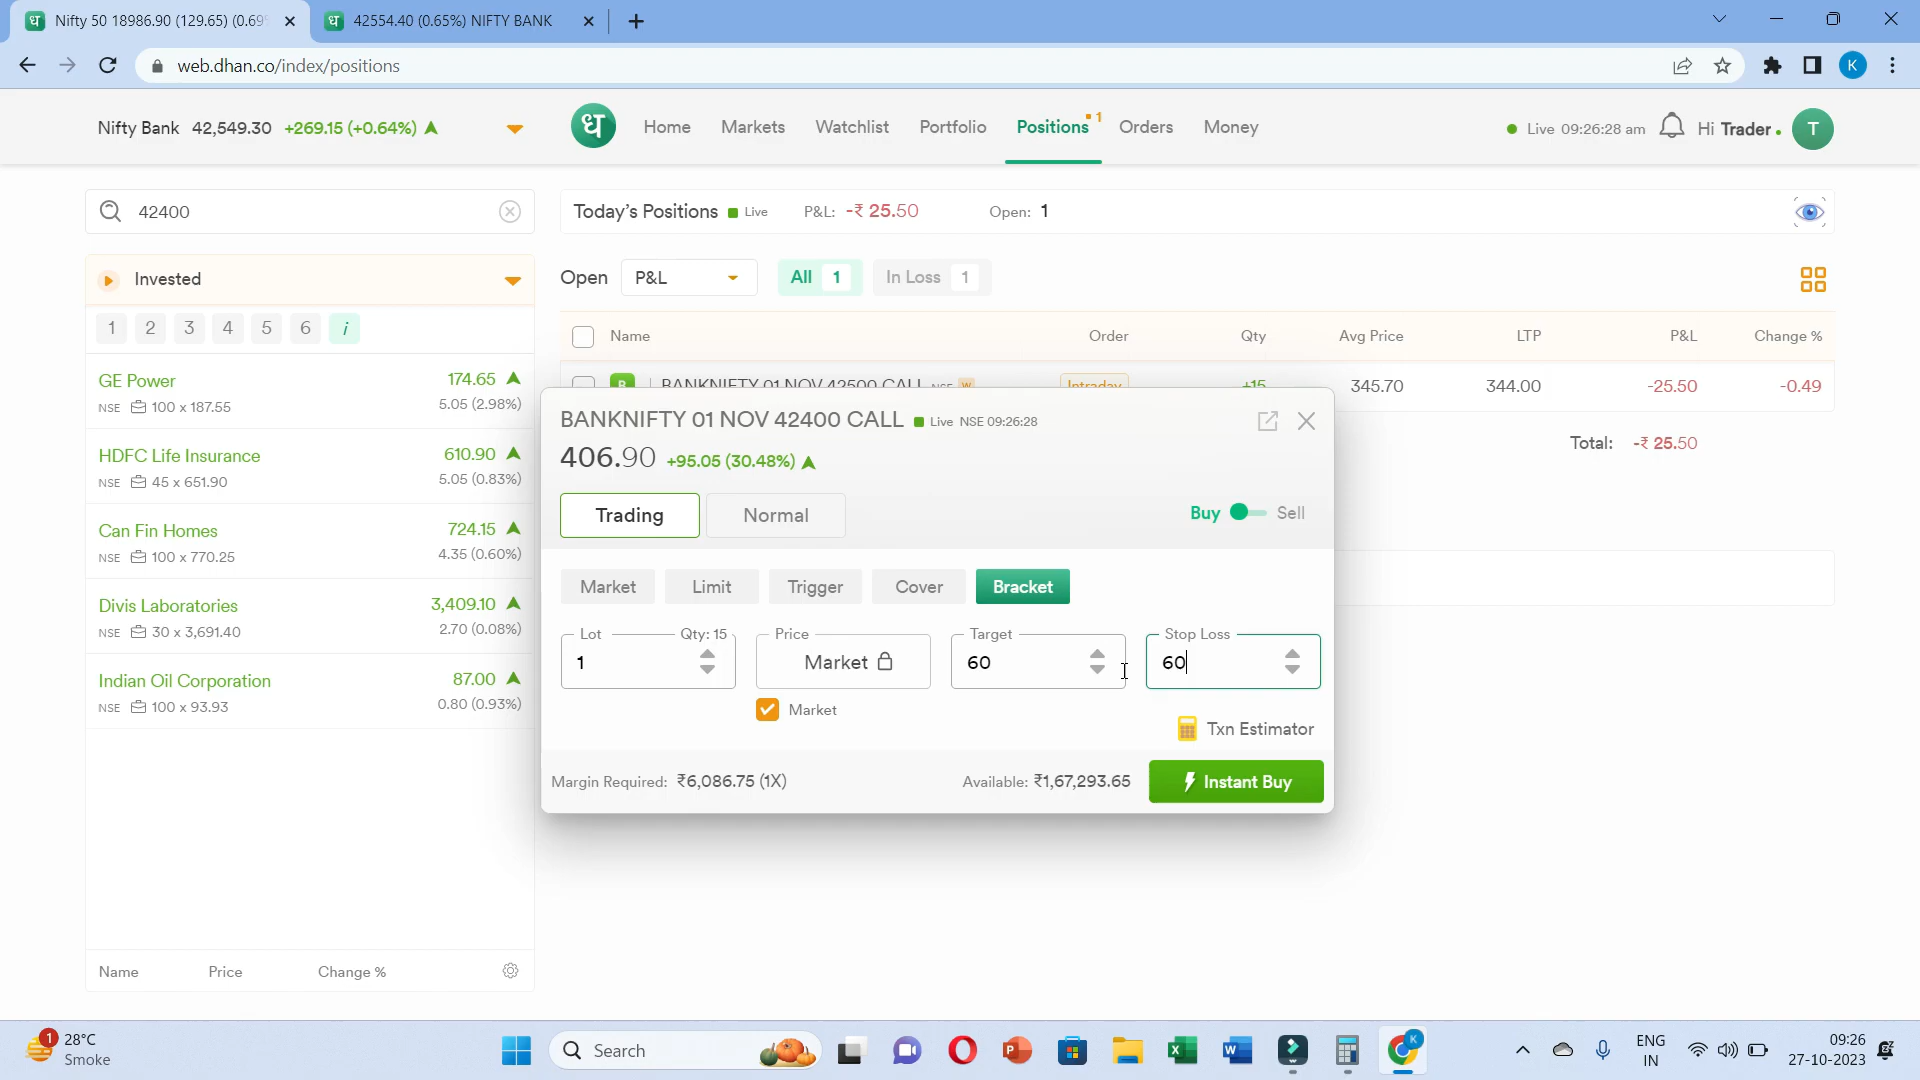 Nifty 50 18986.90 (129.65) (0.69%
42554.40 (0.65%) NIFTY BANK
web.dhan.co/index/positions
K
Nifty Bank 42,549.30 +269.15 (+0.64%)
ध
Home Markets Watchlist Portfolio Positions 1 Orders Money
Live 09:26:28 am Hi Trader T
42400
Today's Positions Live P&L: -₹ 25.50 Open: 1
Invested
Open P&L All 1 In Loss 1
1 2 3 4 5 6 i
Name Order Qty Avg Price LTP P&L Change %
B BANKNIFTY 01 NOV 42500 CALL NSE W Intraday +15 345.70 344.00 -25.50 -0.49
Total: -₹ 25.50
GE Power 174.65
NSE 100 x 187.55 5.05 (2.98%)
HDFC Life Insurance 610.90
NSE 45 x 651.90 5.05 (0.83%)
Can Fin Homes 724.15
NSE 100 x 770.25 4.35 (0.60%)
Divis Laboratories 3,409.10
NSE 30 x 3,691.40 2.70 (0.08%)
Indian Oil Corporation 87.00
NSE 100 x 93.93 0.80 (0.93%)
Name Price Change %
BANKNIFTY 01 NOV 42400 CALL Live NSE 09:26:28
406.90 +95.05 (30.48%)
Trading Normal Buy Sell
Market Limit Trigger Cover Bracket
Lot Qty: 15 Price Target Stop Loss
1 Market 60 60
Market
Txn Estimator
Margin Required: ₹6,086.75 (1X) Available: ₹1,67,293.65 Instant Buy
1 28°C
Smoke
Search
P X W K
ENG
IN
09:26
27-10-2023